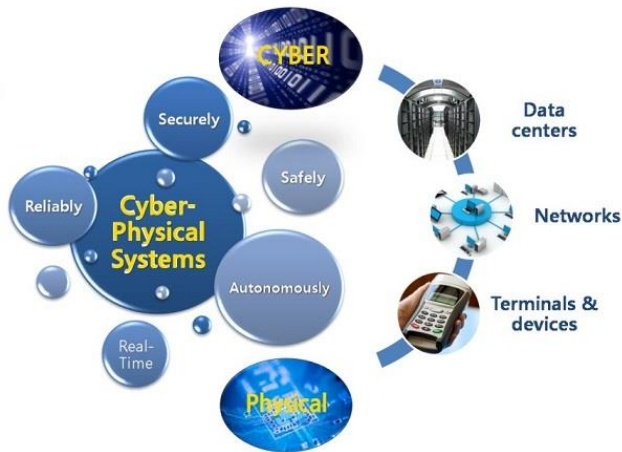 CYBER
Securely
Safely
Reliably
Cyber-
Physical
Systems
Autonomously
Real-
Time
Physical
Data
centers
Networks
Terminals &
devices